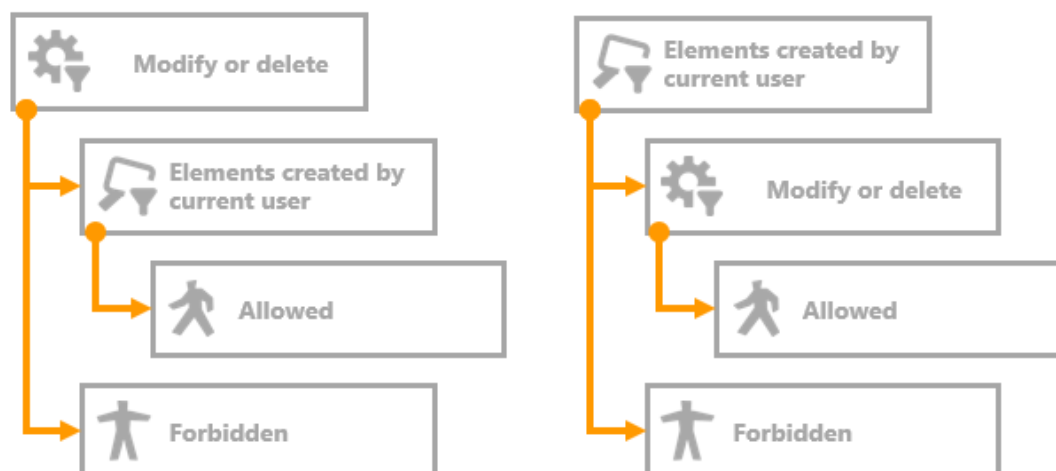 Modify or delete
Elements created by
current user
Allowed
Forbidden
Elements created by
current user
Modify or delete
Allowed
Forbidden